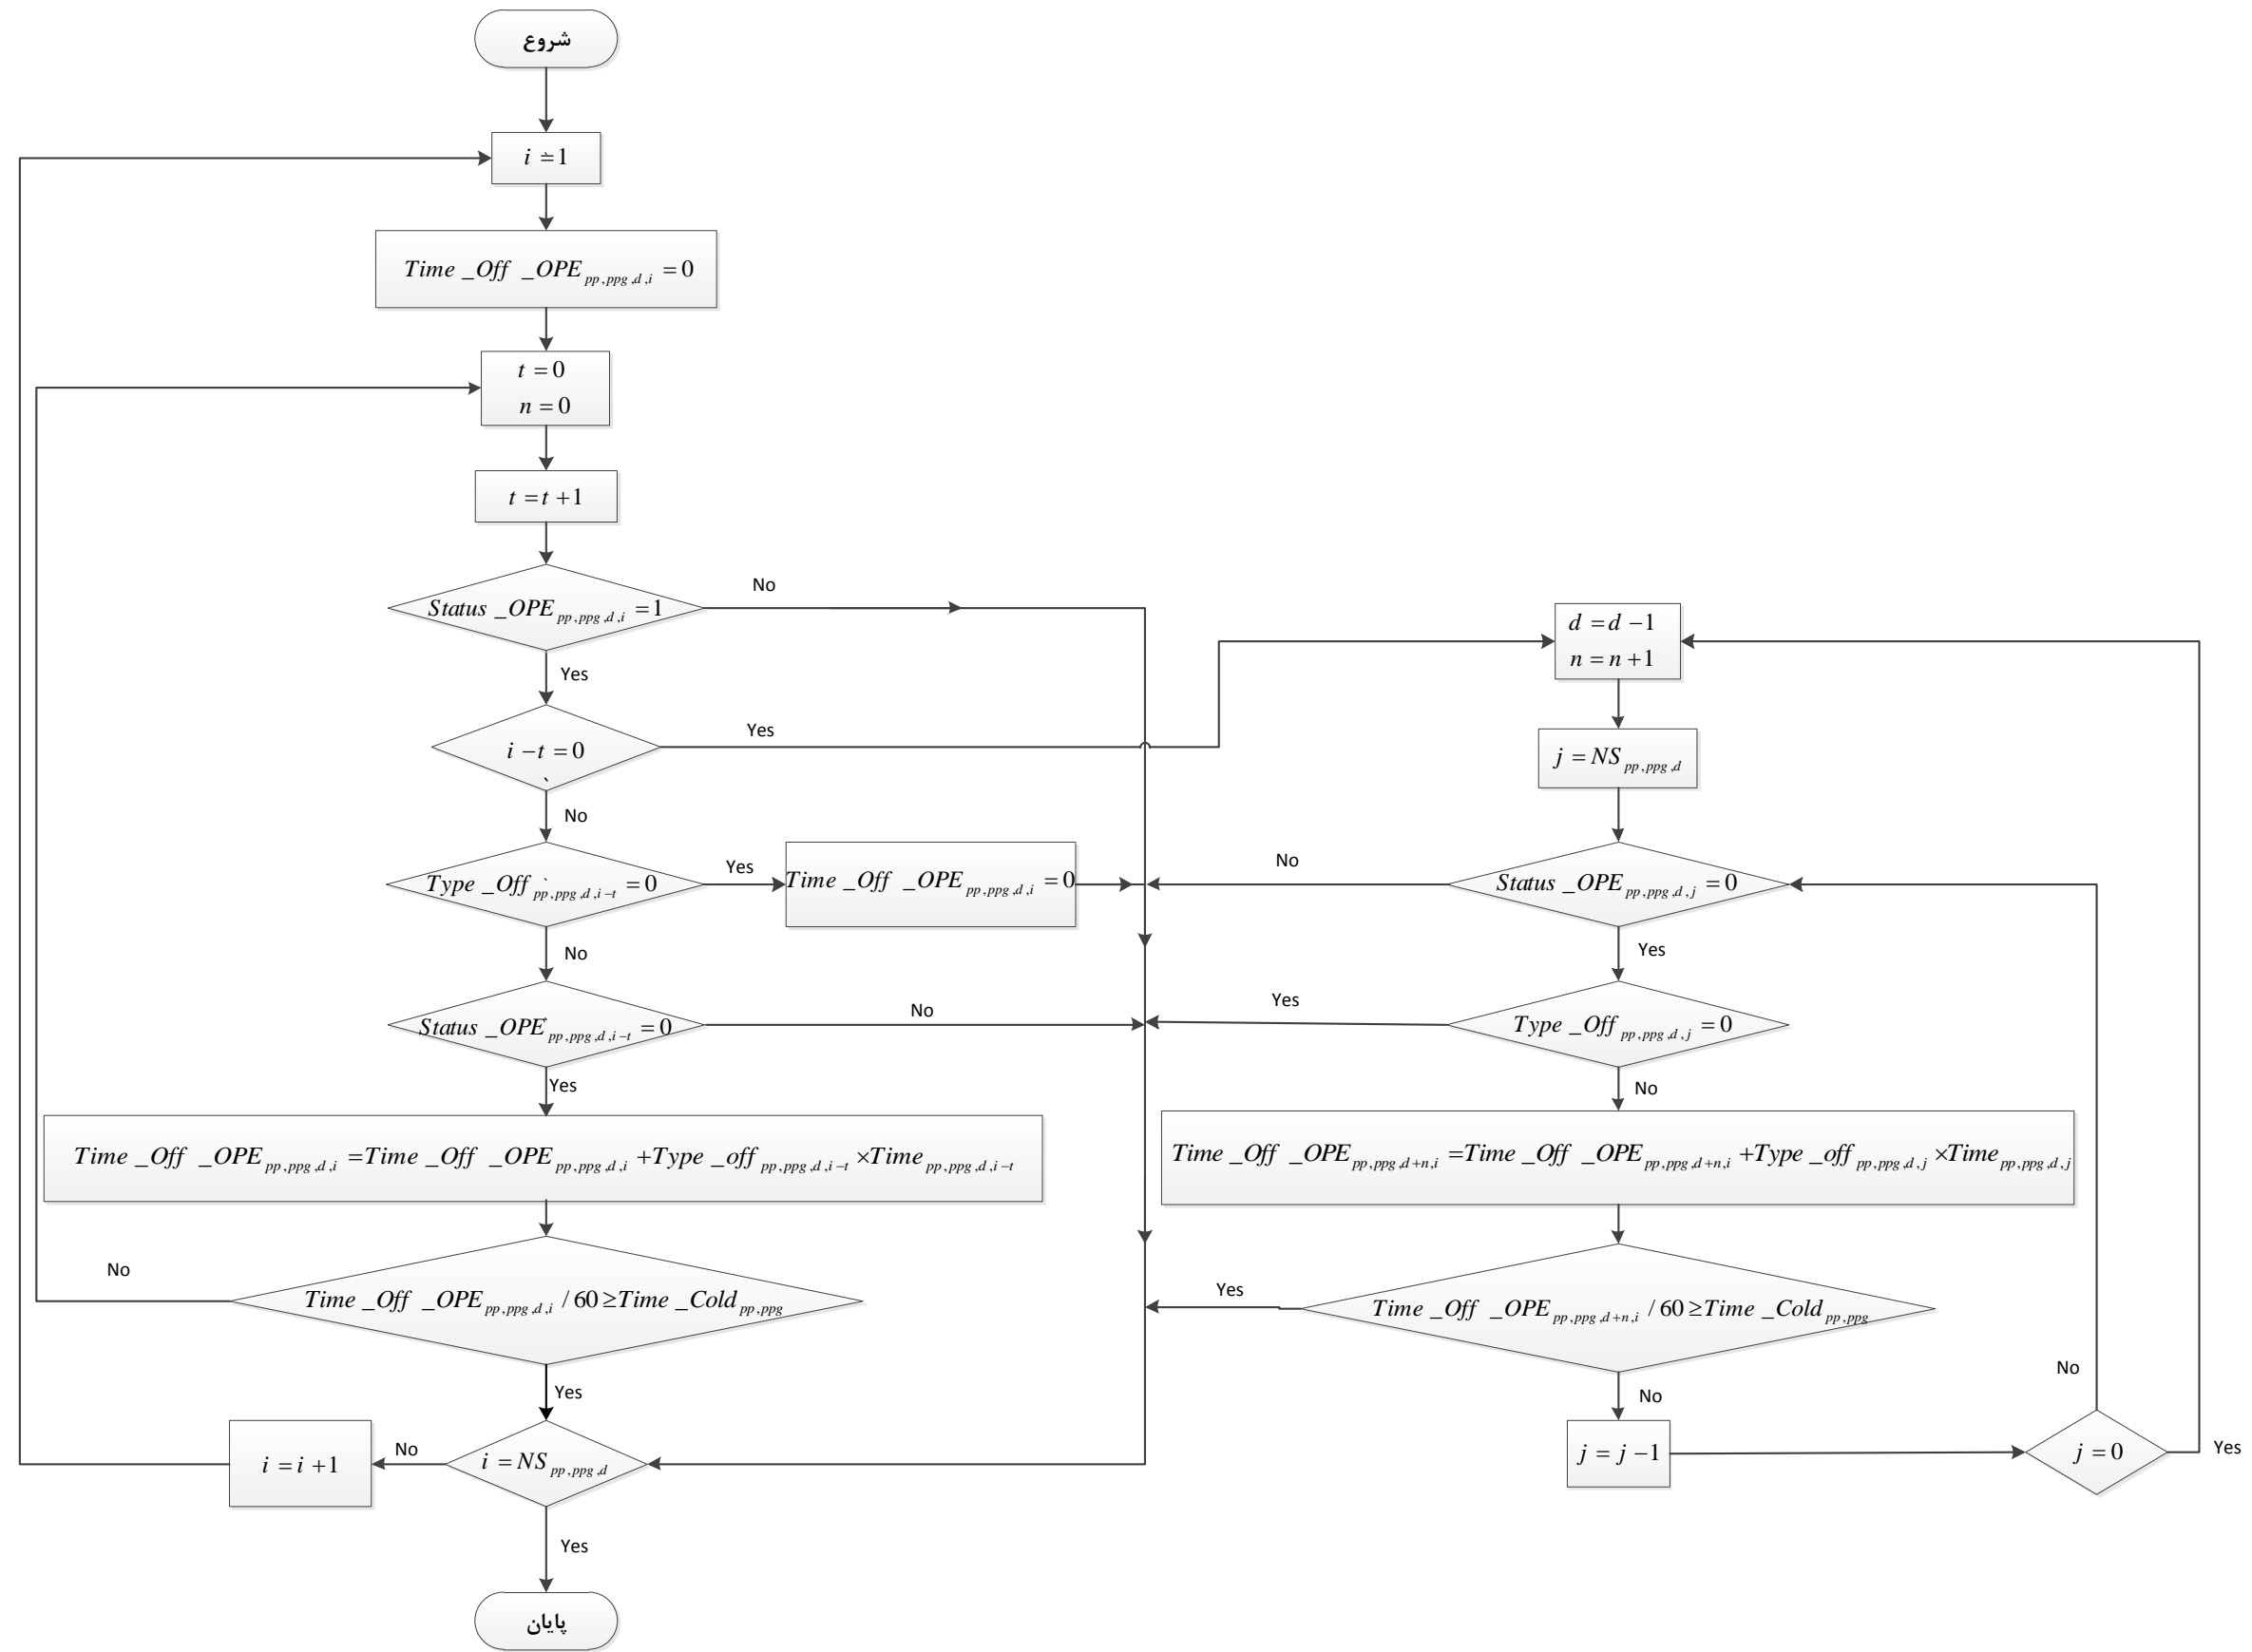 شروع
i = 1
Time _Off _OPE pp,ppg,d,i = 0
t = 0
n = 0
t = t + 1
Status _OPE pp,ppg,d,i = 1
No
Yes
i − t = 0
Yes
No
Type _Off pp,ppg,d,i−t = 0
Yes
Time _Off _OPE pp,ppg,d,i = 0
No
Status _OPE pp,ppg,d,i−t = 0
No
Yes
Time _Off _OPE pp,ppg,d,i = Time _Off _OPE pp,ppg,d,i + Type _off pp,ppg,d,i−t × Time pp,ppg,d,i−t
Time _Off _OPE pp,ppg,d,i / 60 ≥ Time _Cold pp,ppg
No
Yes
i = NS pp,ppg,d
No
i = i + 1
Yes
پایان
d = d − 1
n = n + 1
j = NS pp,ppg,d
Status _OPE pp,ppg,d,j = 0
No
Yes
Type _Off pp,ppg,d,j = 0
Yes
No
Time _Off _OPE pp,ppg,d+n,i = Time _Off _OPE pp,ppg,d+n,i + Type _off pp,ppg,d,j × Time pp,ppg,d,j
Time _Off _OPE pp,ppg,d+n,i / 60 ≥ Time _Cold pp,ppg
Yes
No
j = j − 1
j = 0
No
Yes